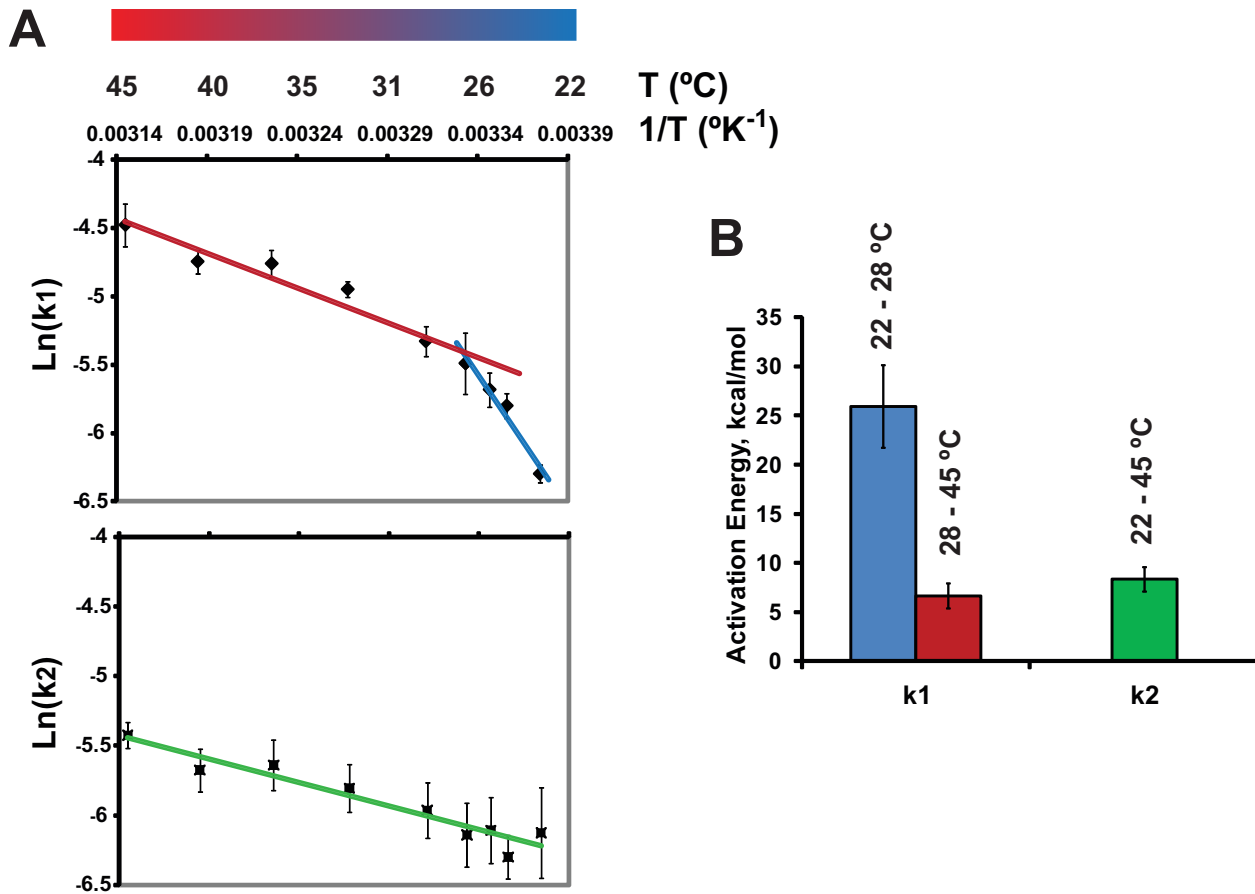 A
45 40 35 31 26 22 T (ºC)
0.00314 0.00319 0.00324 0.00329 0.00334 0.00339 1/T (ºK-1)
-4
-4.5
-5
-5.5
-6
-6.5
Ln(k1)
-4
-4.5
-5
-5.5
-6
-6.5
Ln(k2)
B
22 - 28 ºC
28 - 45 ºC
22 - 45 ºC
35
30
25
20
15
10
5
0
Activation Energy, kcal/mol
k1 k2